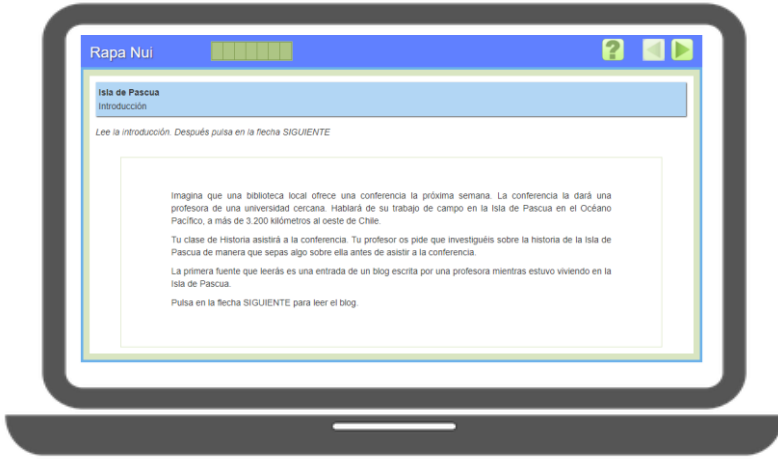 Rapa Nui
?
Isla de Pascua
Introducción
Lee la introducción. Después pulsa en la flecha SIGUIENTE
Imagina que una biblioteca local ofrece una conferencia la próxima semana. La conferencia la dará una
profesora de una universidad cercana. Hablará de su trabajo de campo en la Isla de Pascua en el Océano
Pacífico, a más de 3.200 kilómetros al oeste de Chile.
Tu clase de Historia asistirá a la conferencia. Tu profesor os pide que investiguéis sobre la historia de la Isla de
Pascua de manera que sepas algo sobre ella antes de asistir a la conferencia.
La primera fuente que leerás es una entrada de un blog escrita por una profesora mientras estuvo viviendo en la
Isla de Pascua.
Pulsa en la flecha SIGUIENTE para leer el blog.